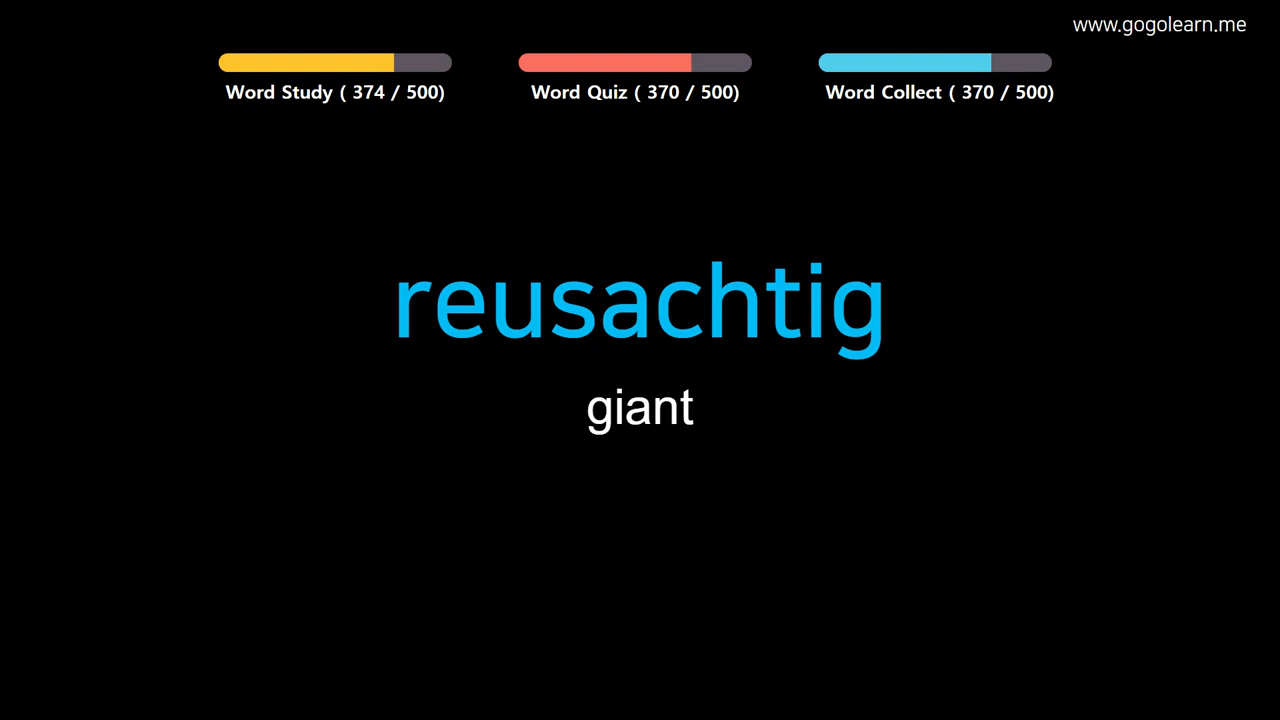 www.gogolearn.me
Word Study ( 374 / 500)
Word Quiz ( 370 / 500)
Word Collect ( 370 / 500)
reusachtig
giant